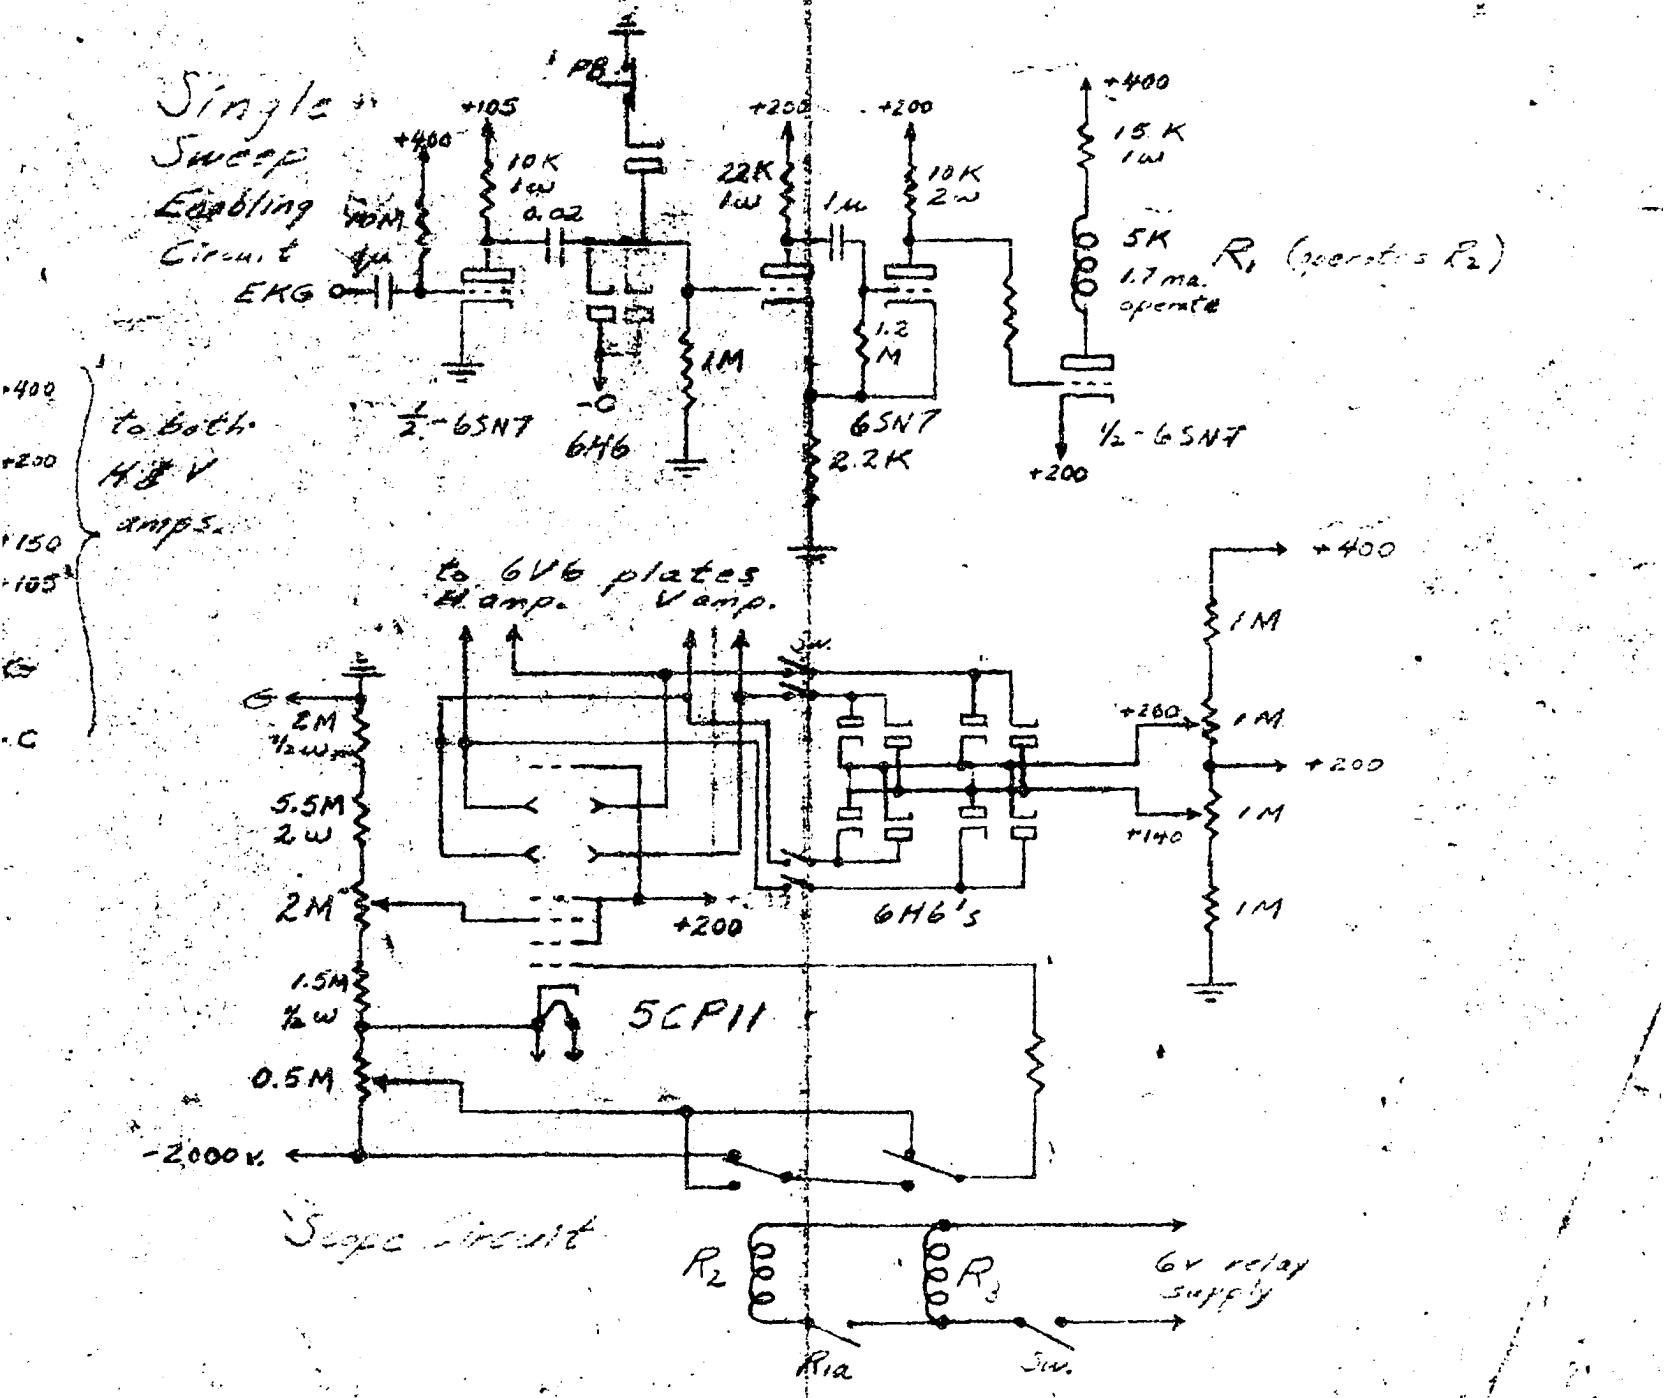 Single
Sweep
Enabling
Circuit
PB
+105
+400
10K
1w
0.02
10M
1μ
EKG
+200
+200
22K
1w
1μ
10K
2w
+400
15K
1w
5K
1.7 ma.
operate
R1 (operates R2)
1M
1.2
M
½-6SN7
6H6
6SN7
2.2K
½-6SN7
+200
+400
+200
+150
+105
to both
H & V
amps.
to 6V6 plates
H amp.
V amp.
Sw.
+400
1M
+260
1M
+200
1M
+140
1M
G
2M
½w
5.5M
2w
2M
1.5M
½w
0.5M
-2000v.
+200
6H6's
5CP11
Scope Circuit
R2
R3
6v relay
supply
R1a
Sw.